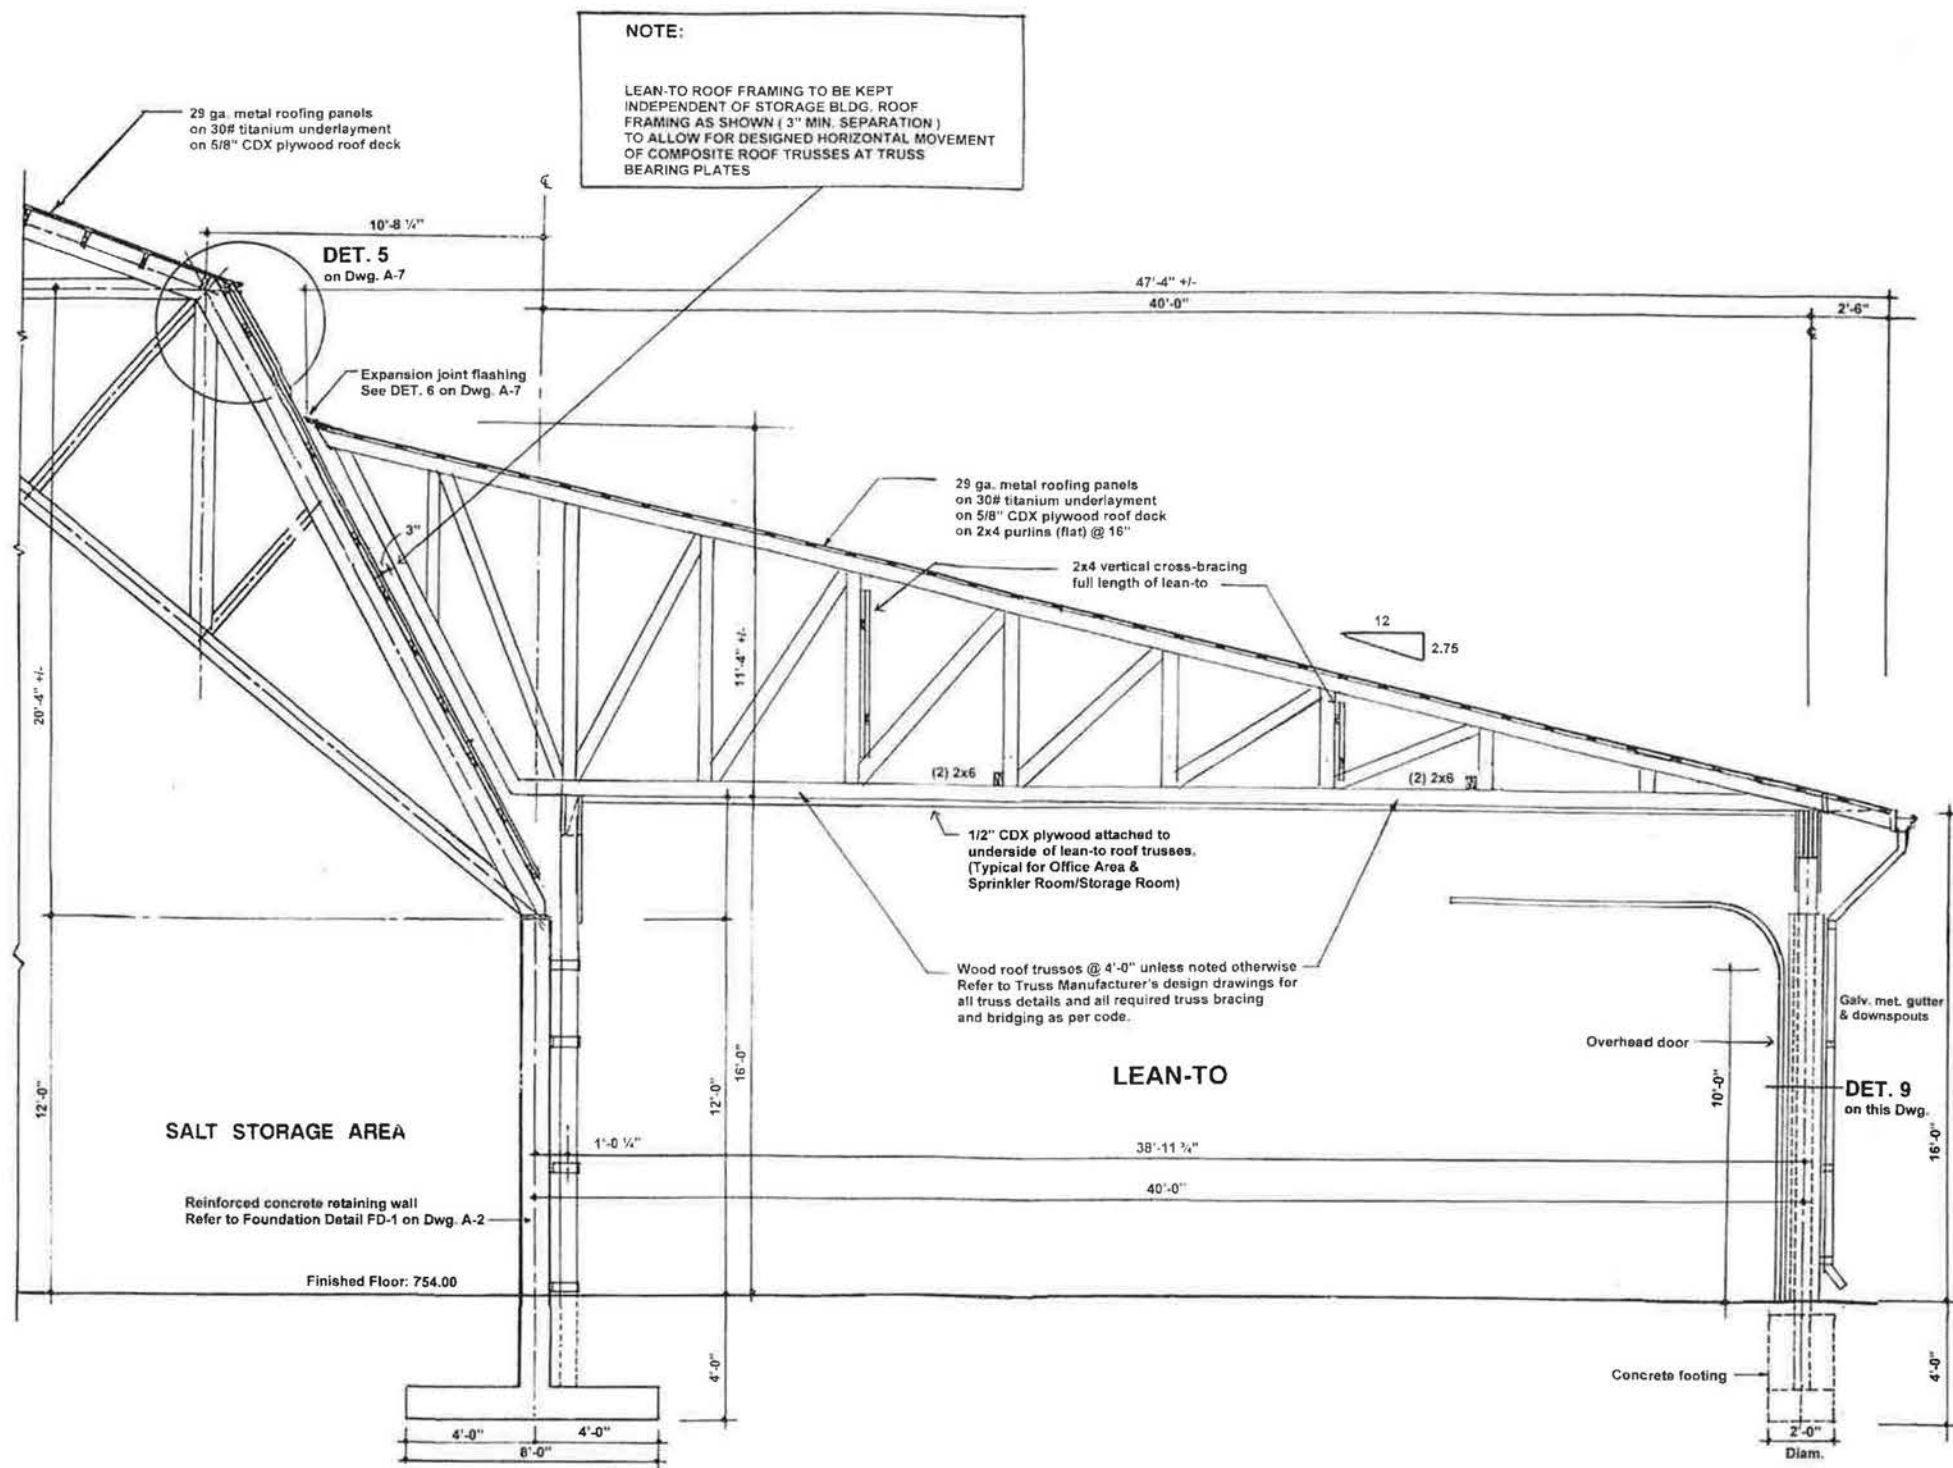 NOTE:
LEAN-TO ROOF FRAMING TO BE KEPT
INDEPENDENT OF STORAGE BLDG. ROOF
FRAMING AS SHOWN ( 3" MIN. SEPARATION )
TO ALLOW FOR DESIGNED HORIZONTAL MOVEMENT
OF COMPOSITE ROOF TRUSSES AT TRUSS
BEARING PLATES
29 ga. metal roofing panels
on 30# titanium underlayment
on 5/8" CDX plywood roof deck
10'-8 ¼"
DET. 5
on Dwg. A-7
47'-4" +/-
40'-0"
2'-6"
Expansion joint flashing
See DET. 6 on Dwg. A-7
29 ga. metal roofing panels
on 30# titanium underlayment
on 5/8" CDX plywood roof deck
on 2x4 purlins (flat) @ 16"
3"
2x4 vertical cross-bracing
full length of lean-to
12
2.75
11'-4" +/-
20'-4" +/-
(2) 2x6
(2) 2x6
1/2" CDX plywood attached to
underside of lean-to roof trusses.
(Typical for Office Area &
Sprinkler Room/Storage Room)
Wood roof trusses @ 4'-0" unless noted otherwise
Refer to Truss Manufacturer's design drawings for
all truss details and all required truss bracing
and bridging as per code.
Galv. met. gutter
& downspouts
Overhead door
LEAN-TO
DET. 9
on this Dwg.
12'-0"
12'-0"
16'-0"
10'-0"
16'-0"
SALT STORAGE AREA
1'-0 ¼"
38'-11 ¾"
40'-0"
Reinforced concrete retaining wall
Refer to Foundation Detail FD-1 on Dwg. A-2
Finished Floor: 754.00
4'-0"
Concrete footing
4'-0"
4'-0"
4'-0"
8'-0"
2'-0"
Diam.